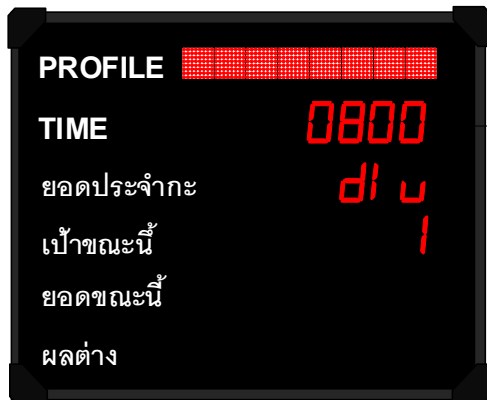 PROFILE
TIME 0800
ยอดประจำกะ dIu
เป้าขณะนี้ 1
ยอดขณะนี้
ผลต่าง